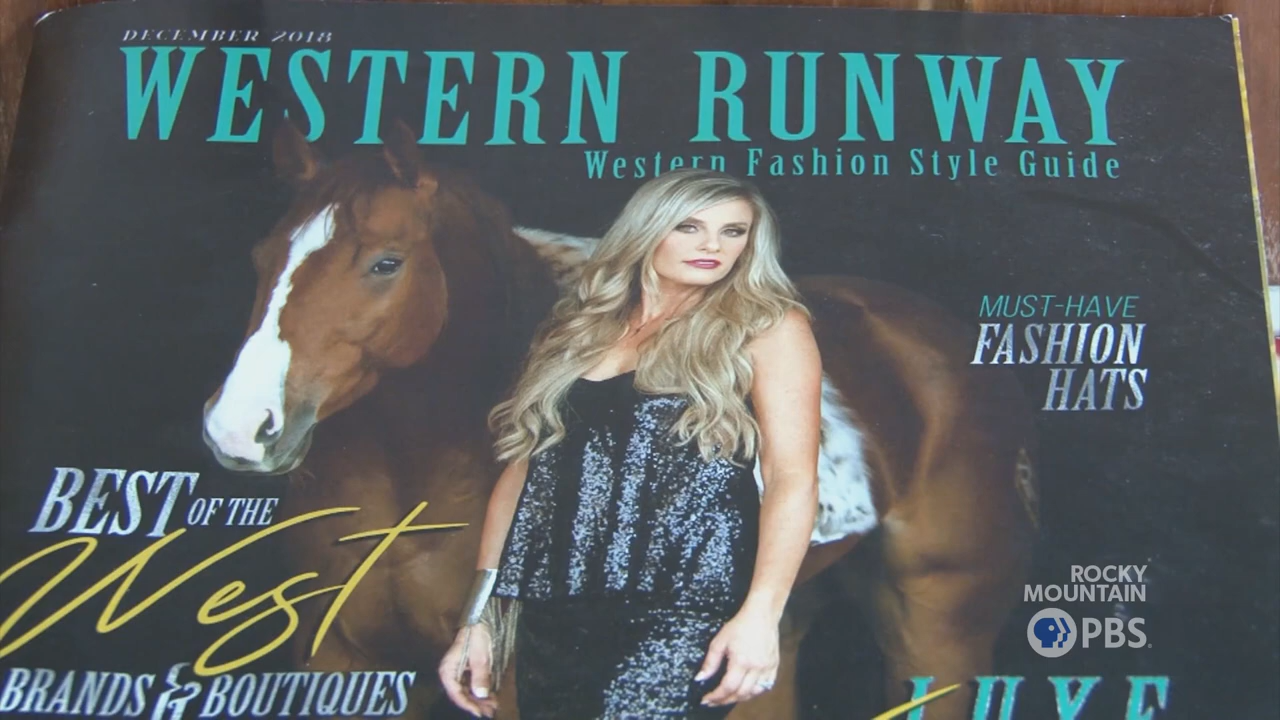 DECEMBER 2018
WESTERN RUNWAY
Western Fashion Style Guide
MUST-HAVE
FASHION
HATS
BEST OF THE
West
BRANDS & BOUTIQUES
LUXE
ROCKY
MOUNTAIN
PBS